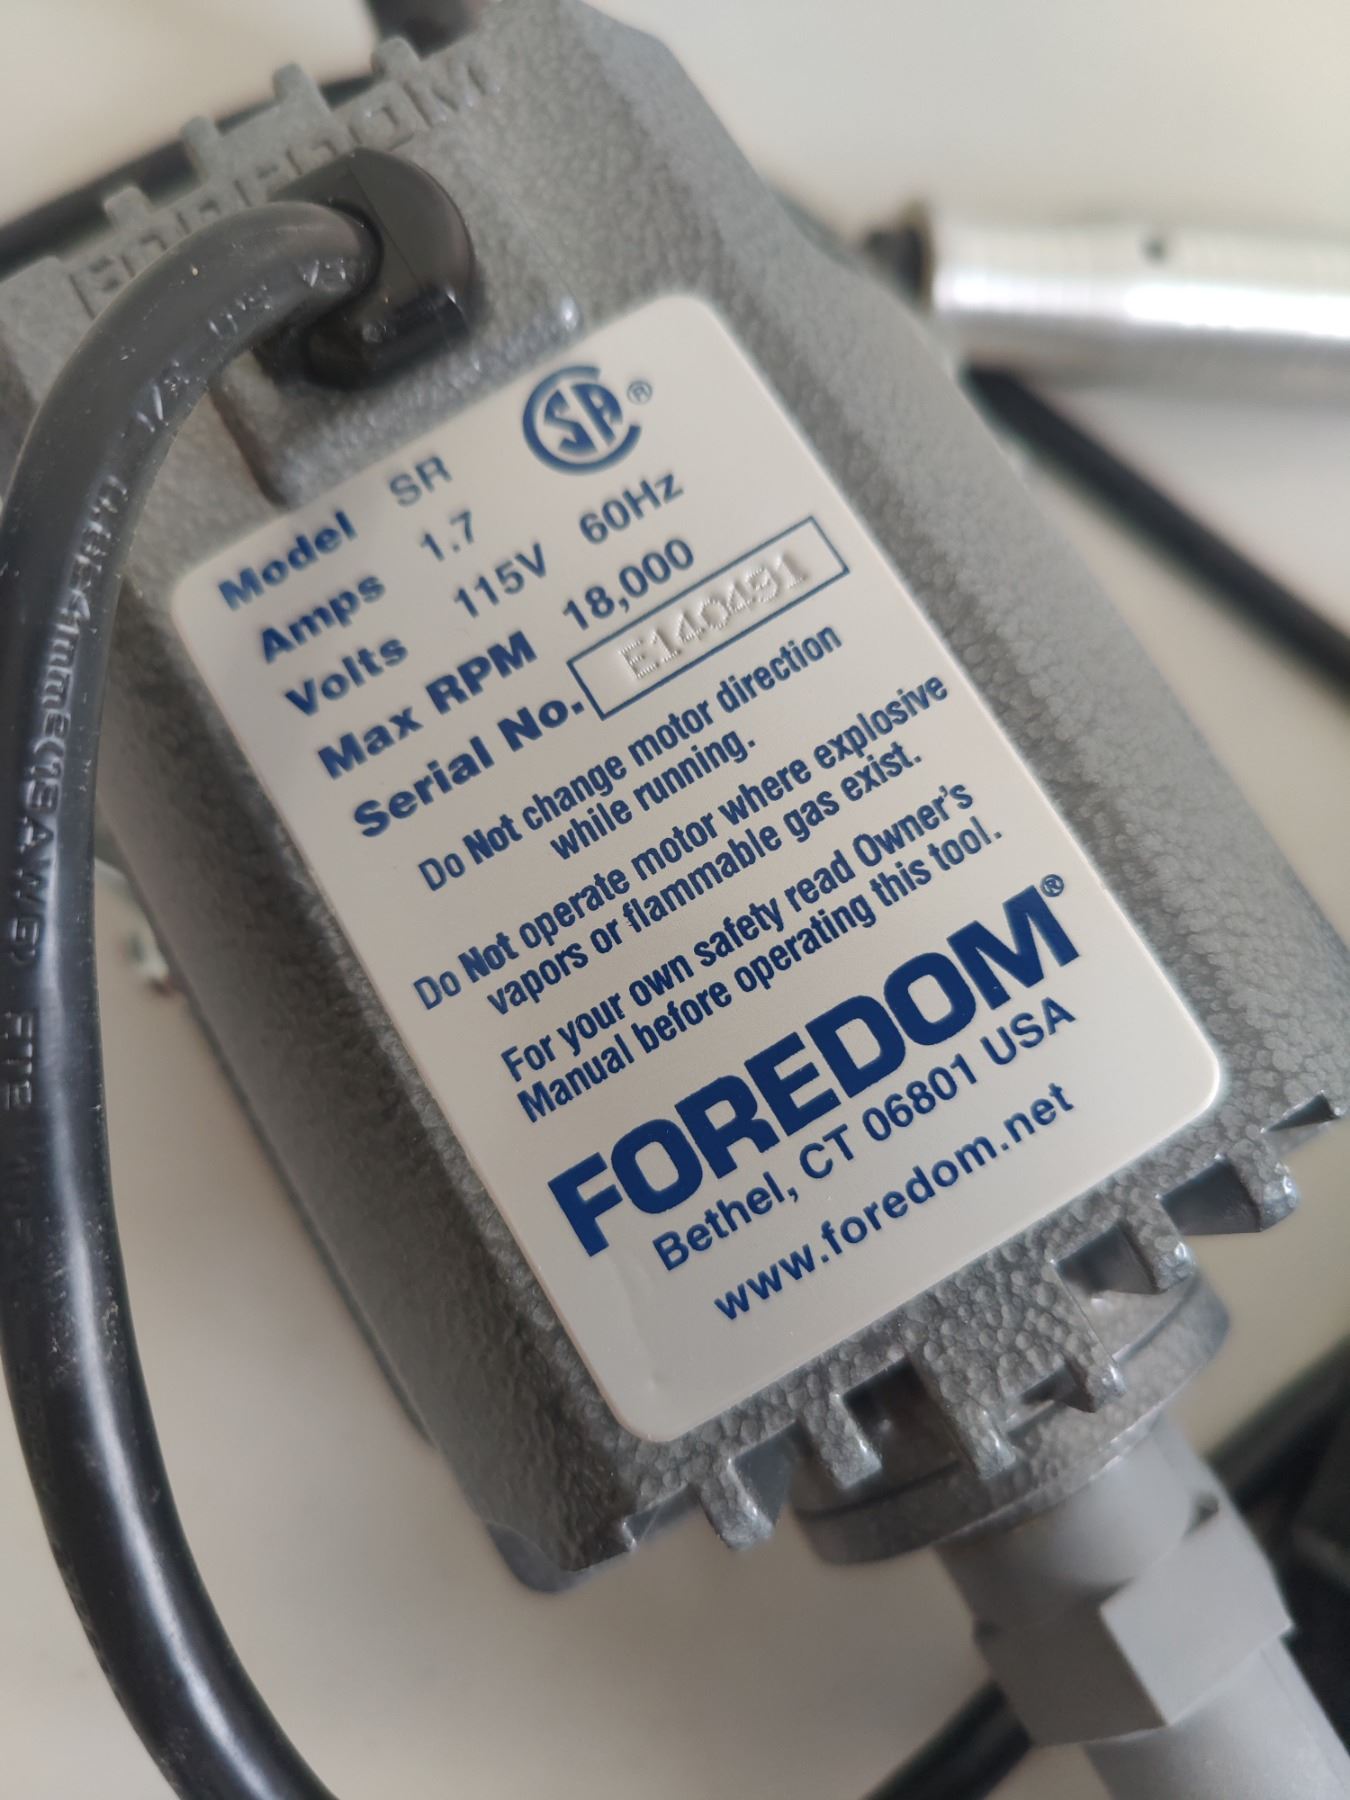 FOREDOM
Model SR
CSA®
Amps 1.7
Volts 115V 60Hz
Max RPM 18,000
Serial No. E140491
Do Not change motor direction
while running.
Do Not operate motor where explosive
vapors or flammable gas exist.
For your own safety read Owner's
Manual before operating this tool.
FOREDOM®
Bethel, CT 06801 USA
www.foredom.net